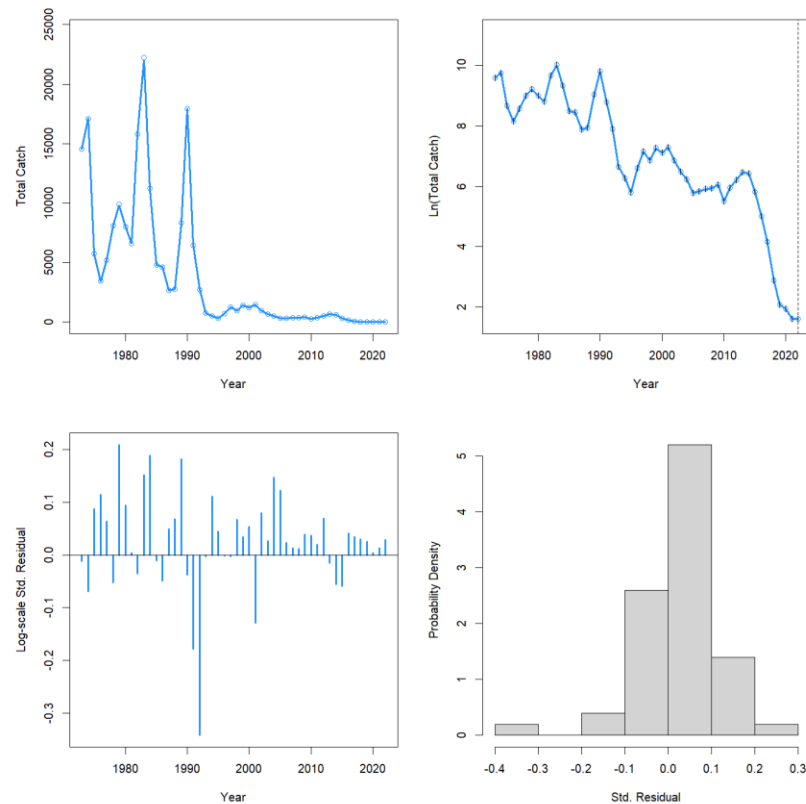 Total Catch
25000
20000
15000
10000
5000
0
1980 1990 2000 2010 2020
Year
Ln(Total Catch)
10
8
6
4
2
1980 1990 2000 2010 2020
Year
Log-scale Std. Residual
0.2
0.1
0.0
-0.1
-0.2
-0.3
1980 1990 2000 2010 2020
Year
Probability Density
5
4
3
2
1
0
-0.4 -0.3 -0.2 -0.1 0.0 0.1 0.2 0.3
Std. Residual